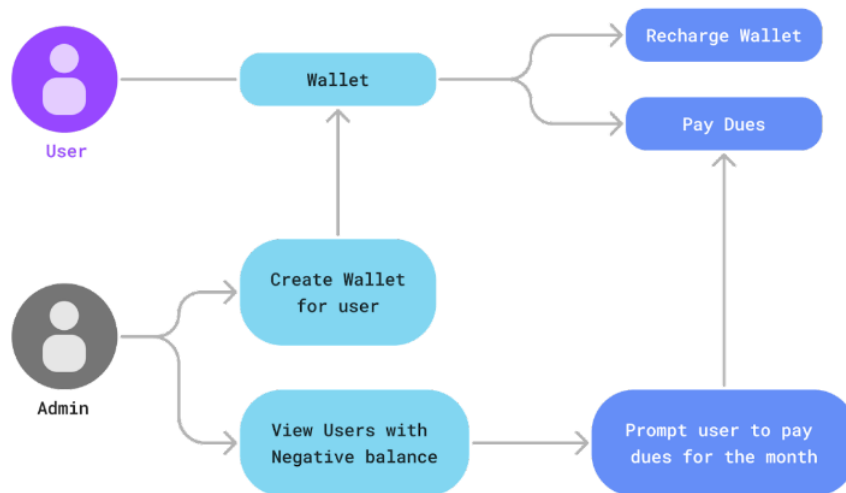 Recharge Wallet
Wallet
Pay Dues
User
Create Wallet
for user
Admin
View Users with
Negative balance
Prompt user to pay
dues for the month